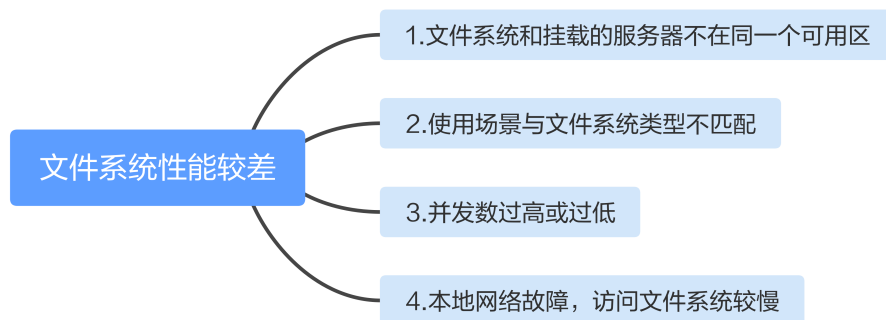 文件系统性能较差
1.文件系统和挂载的服务器不在同一个可用区
2.使用场景与文件系统类型不匹配
3.并发数过高或过低
4.本地网络故障，访问文件系统较慢